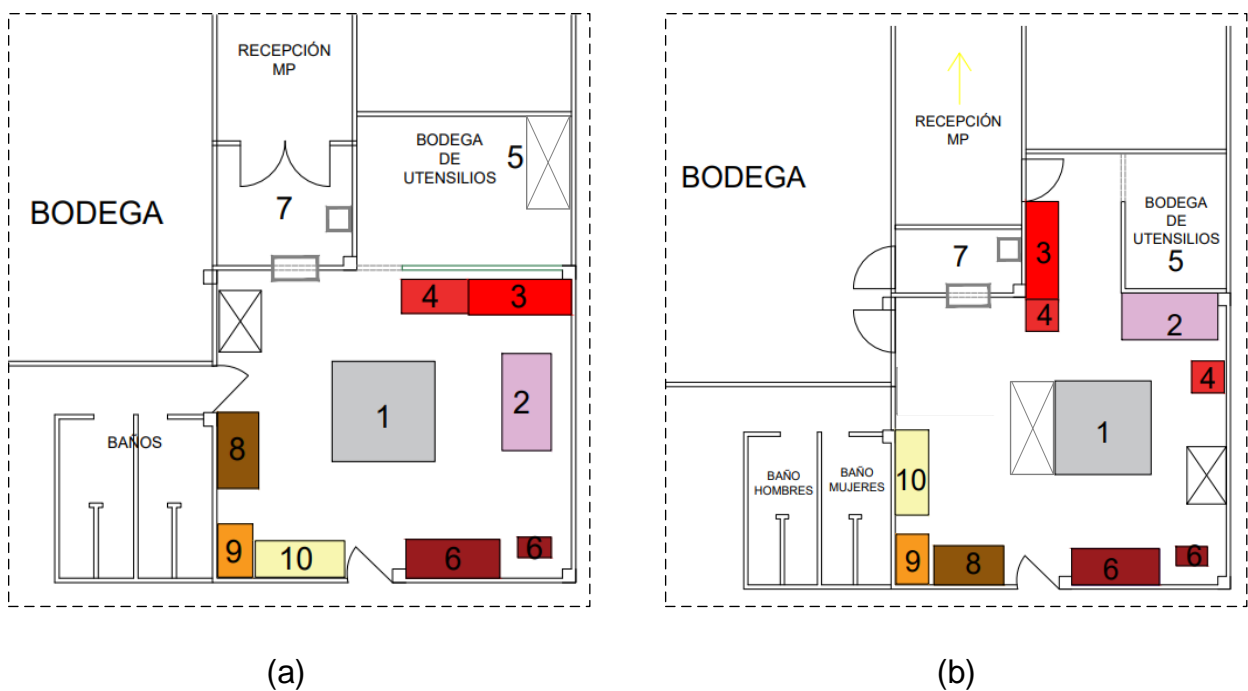 RECEPCIÓN
MP
BODEGA
DE
UTENSILIOS
5
7
BODEGA
4
3
1
2
BAÑOS
8
9
10
6
6
(a)
RECEPCIÓN
MP
BODEGA
BODEGA
DE
UTENSILIOS
5
3
7
4
2
4
1
10
BAÑO
HOMBRES
BAÑO
MUJERES
9
8
6
6
(b)